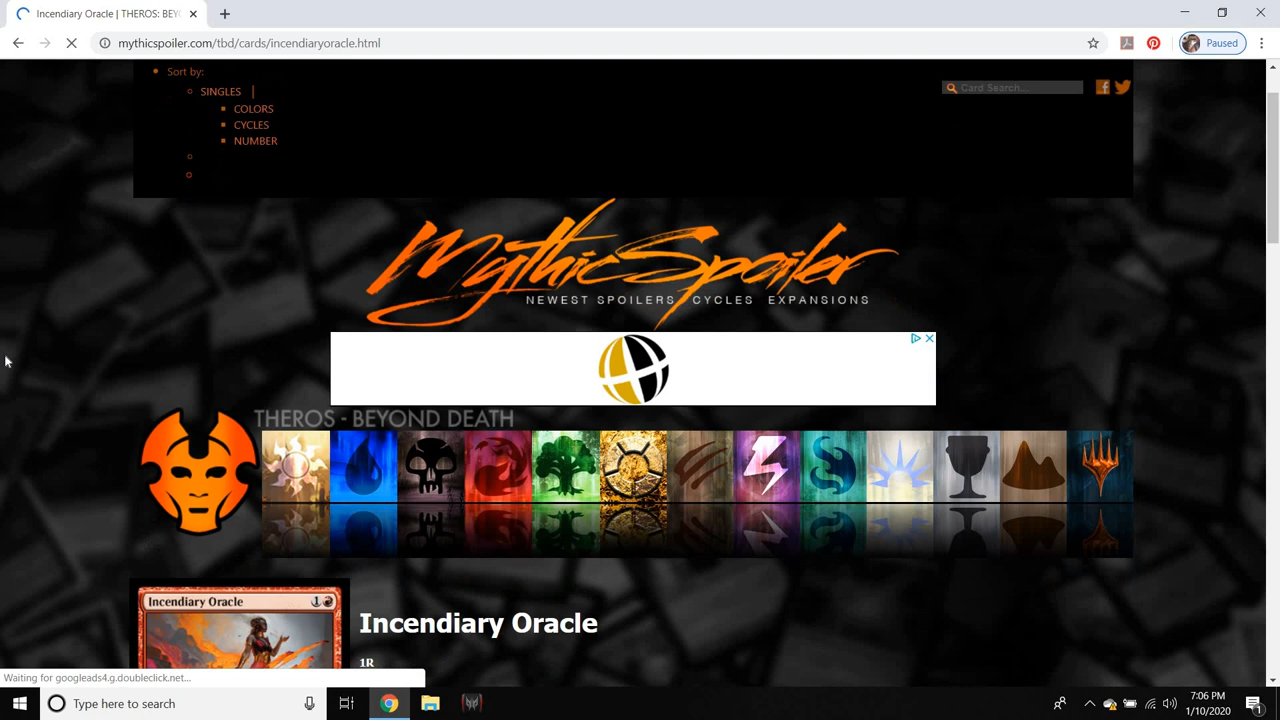 Incendiary Oracle | THEROS: BEY
mythicspoiler.com/tbd/cards/incendiaryoracle.html
Paused
Sort by:
SINGLES |
COLORS
CYCLES
NUMBER
Card Search...
MythicSpoiler
NEWEST SPOILERS CYCLES EXPANSIONS
THEROS - BEYOND DEATH
Incendiary Oracle 1
Incendiary Oracle
1R
Waiting for googleads4.g.doubleclick.net...
Type here to search
7:06 PM
1/10/2020
1